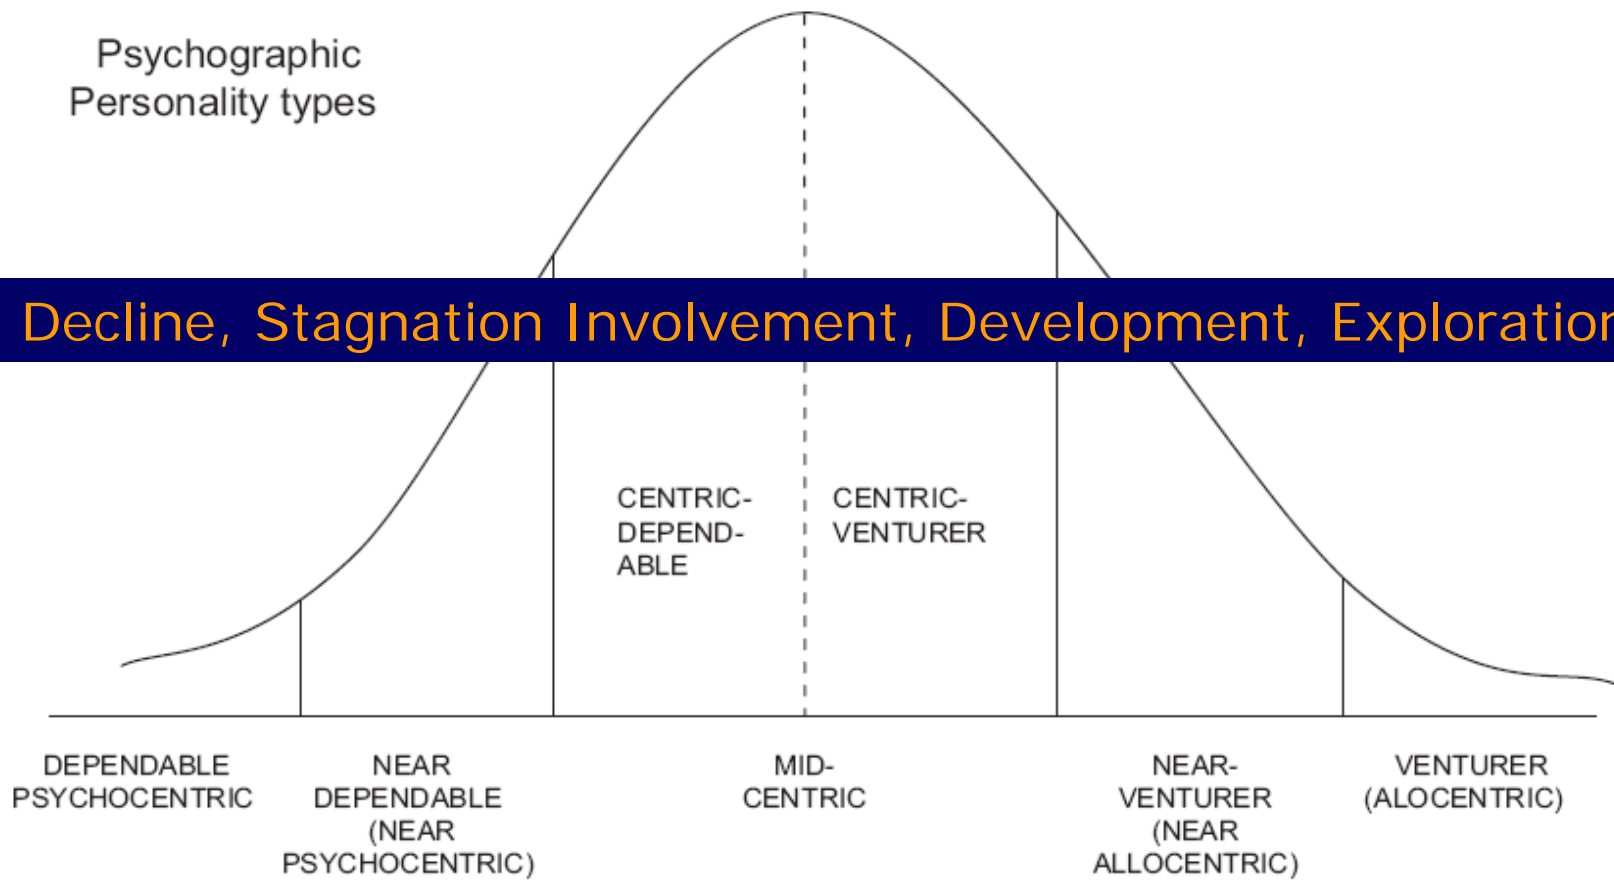 Psychographic
Personality types
Decline, Stagnation Involvement, Development, Exploration
CENTRIC-
DEPEND-
ABLE
CENTRIC-
VENTURER
DEPENDABLE
PSYCHOCENTRIC
NEAR
DEPENDABLE
(NEAR
PSYCHOCENTRIC)
MID-
CENTRIC
NEAR-
VENTURER
(NEAR
ALLOCENTRIC)
VENTURER
(ALOCENTRIC)